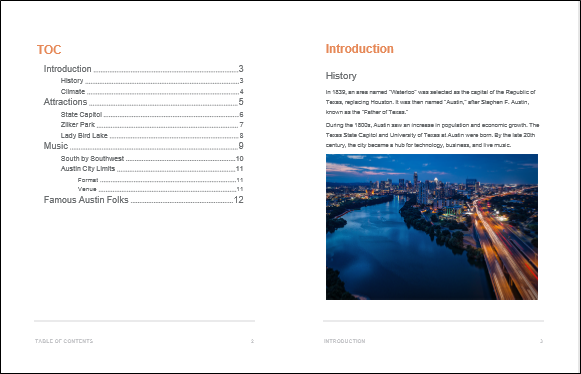 TOC
Introduction 3
History 3
Climate 4
Attractions 5
State Capitol 6
Zilker Park 7
Lady Bird Lake 8
Music 9
South by Southwest 10
Austin City Limits 11
Format 11
Venue 11
Famous Austin Folks 12
TABLE OF CONTENTS 2
Introduction
History
In 1839, an area named "Waterloo" was selected as the capital of the Republic of
Texas, replacing Houston. It was then named "Austin," after Stephen F. Austin,
known as the "Father of Texas."
During the 1800s, Austin saw an increase in population and economic growth. The
Texas State Capitol and University of Texas at Austin were born. By the late 20th
century, the city became a hub for technology, business, and live music.
INTRODUCTION